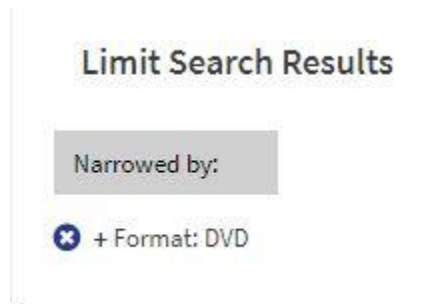 Limit Search Results
Narrowed by:
+ Format: DVD